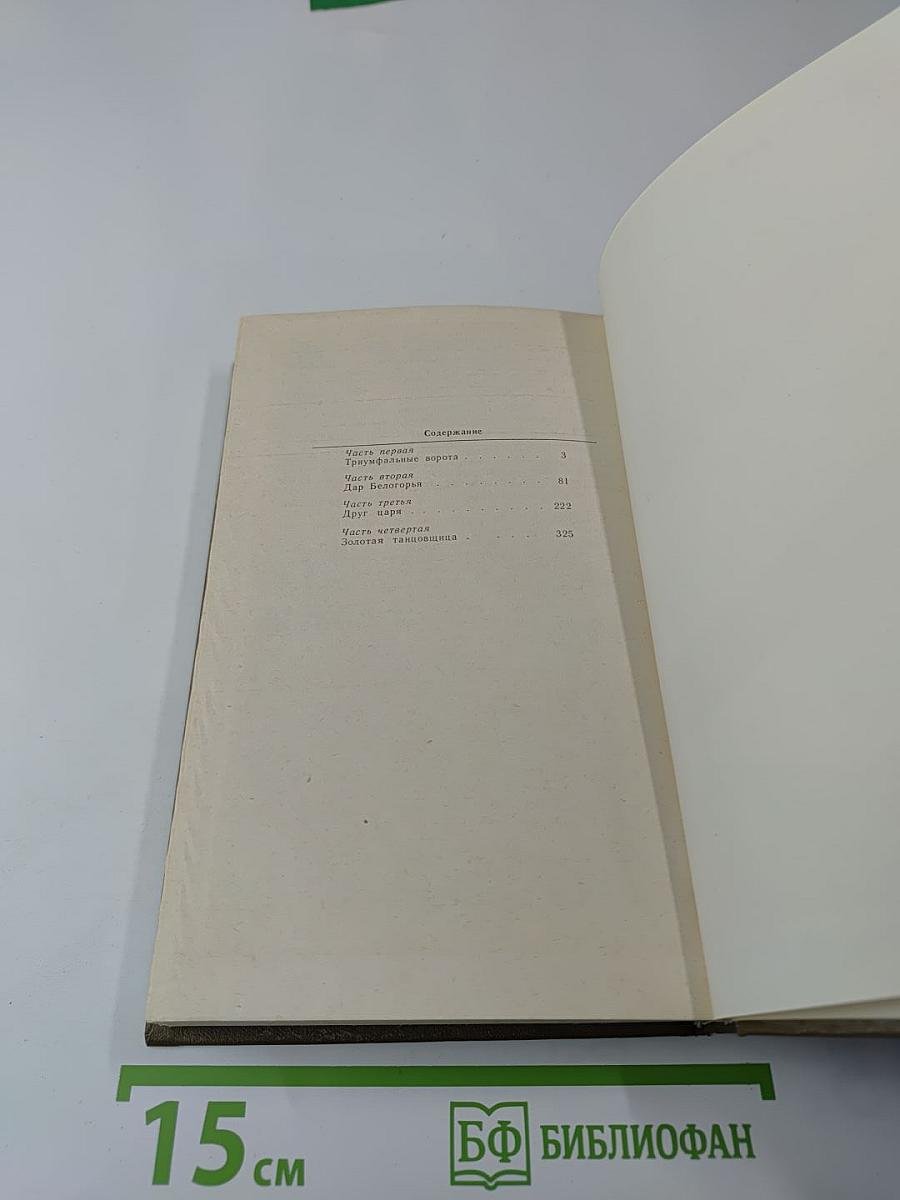 Содержание
Часть первая
Триумфальные ворота . . . . . . 3
Часть вторая
Дар Белогорья . . . . . . . . . 81
Часть третья
Друг царя . . . . . . . . . . . 222
Часть четвертая
Золотая танцовщица . . . . . 325
15 см
БФ БИБЛИОФАН